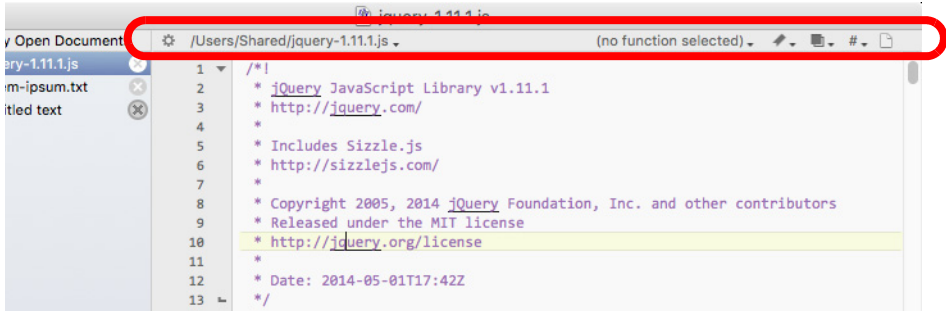 jquery-1.11.1.js
y Open Document
/Users/Shared/jquery-1.11.1.js
(no function selected)
#
ery-1.11.1.js
em-ipsum.txt
itled text
1 /*!
2 * jQuery JavaScript Library v1.11.1
3 * http://jquery.com/
4 *
5 * Includes Sizzle.js
6 * http://sizzlejs.com/
7 *
8 * Copyright 2005, 2014 jQuery Foundation, Inc. and other contributors
9 * Released under the MIT license
10 * http://jquery.org/license
11 *
12 * Date: 2014-05-01T17:42Z
13 */